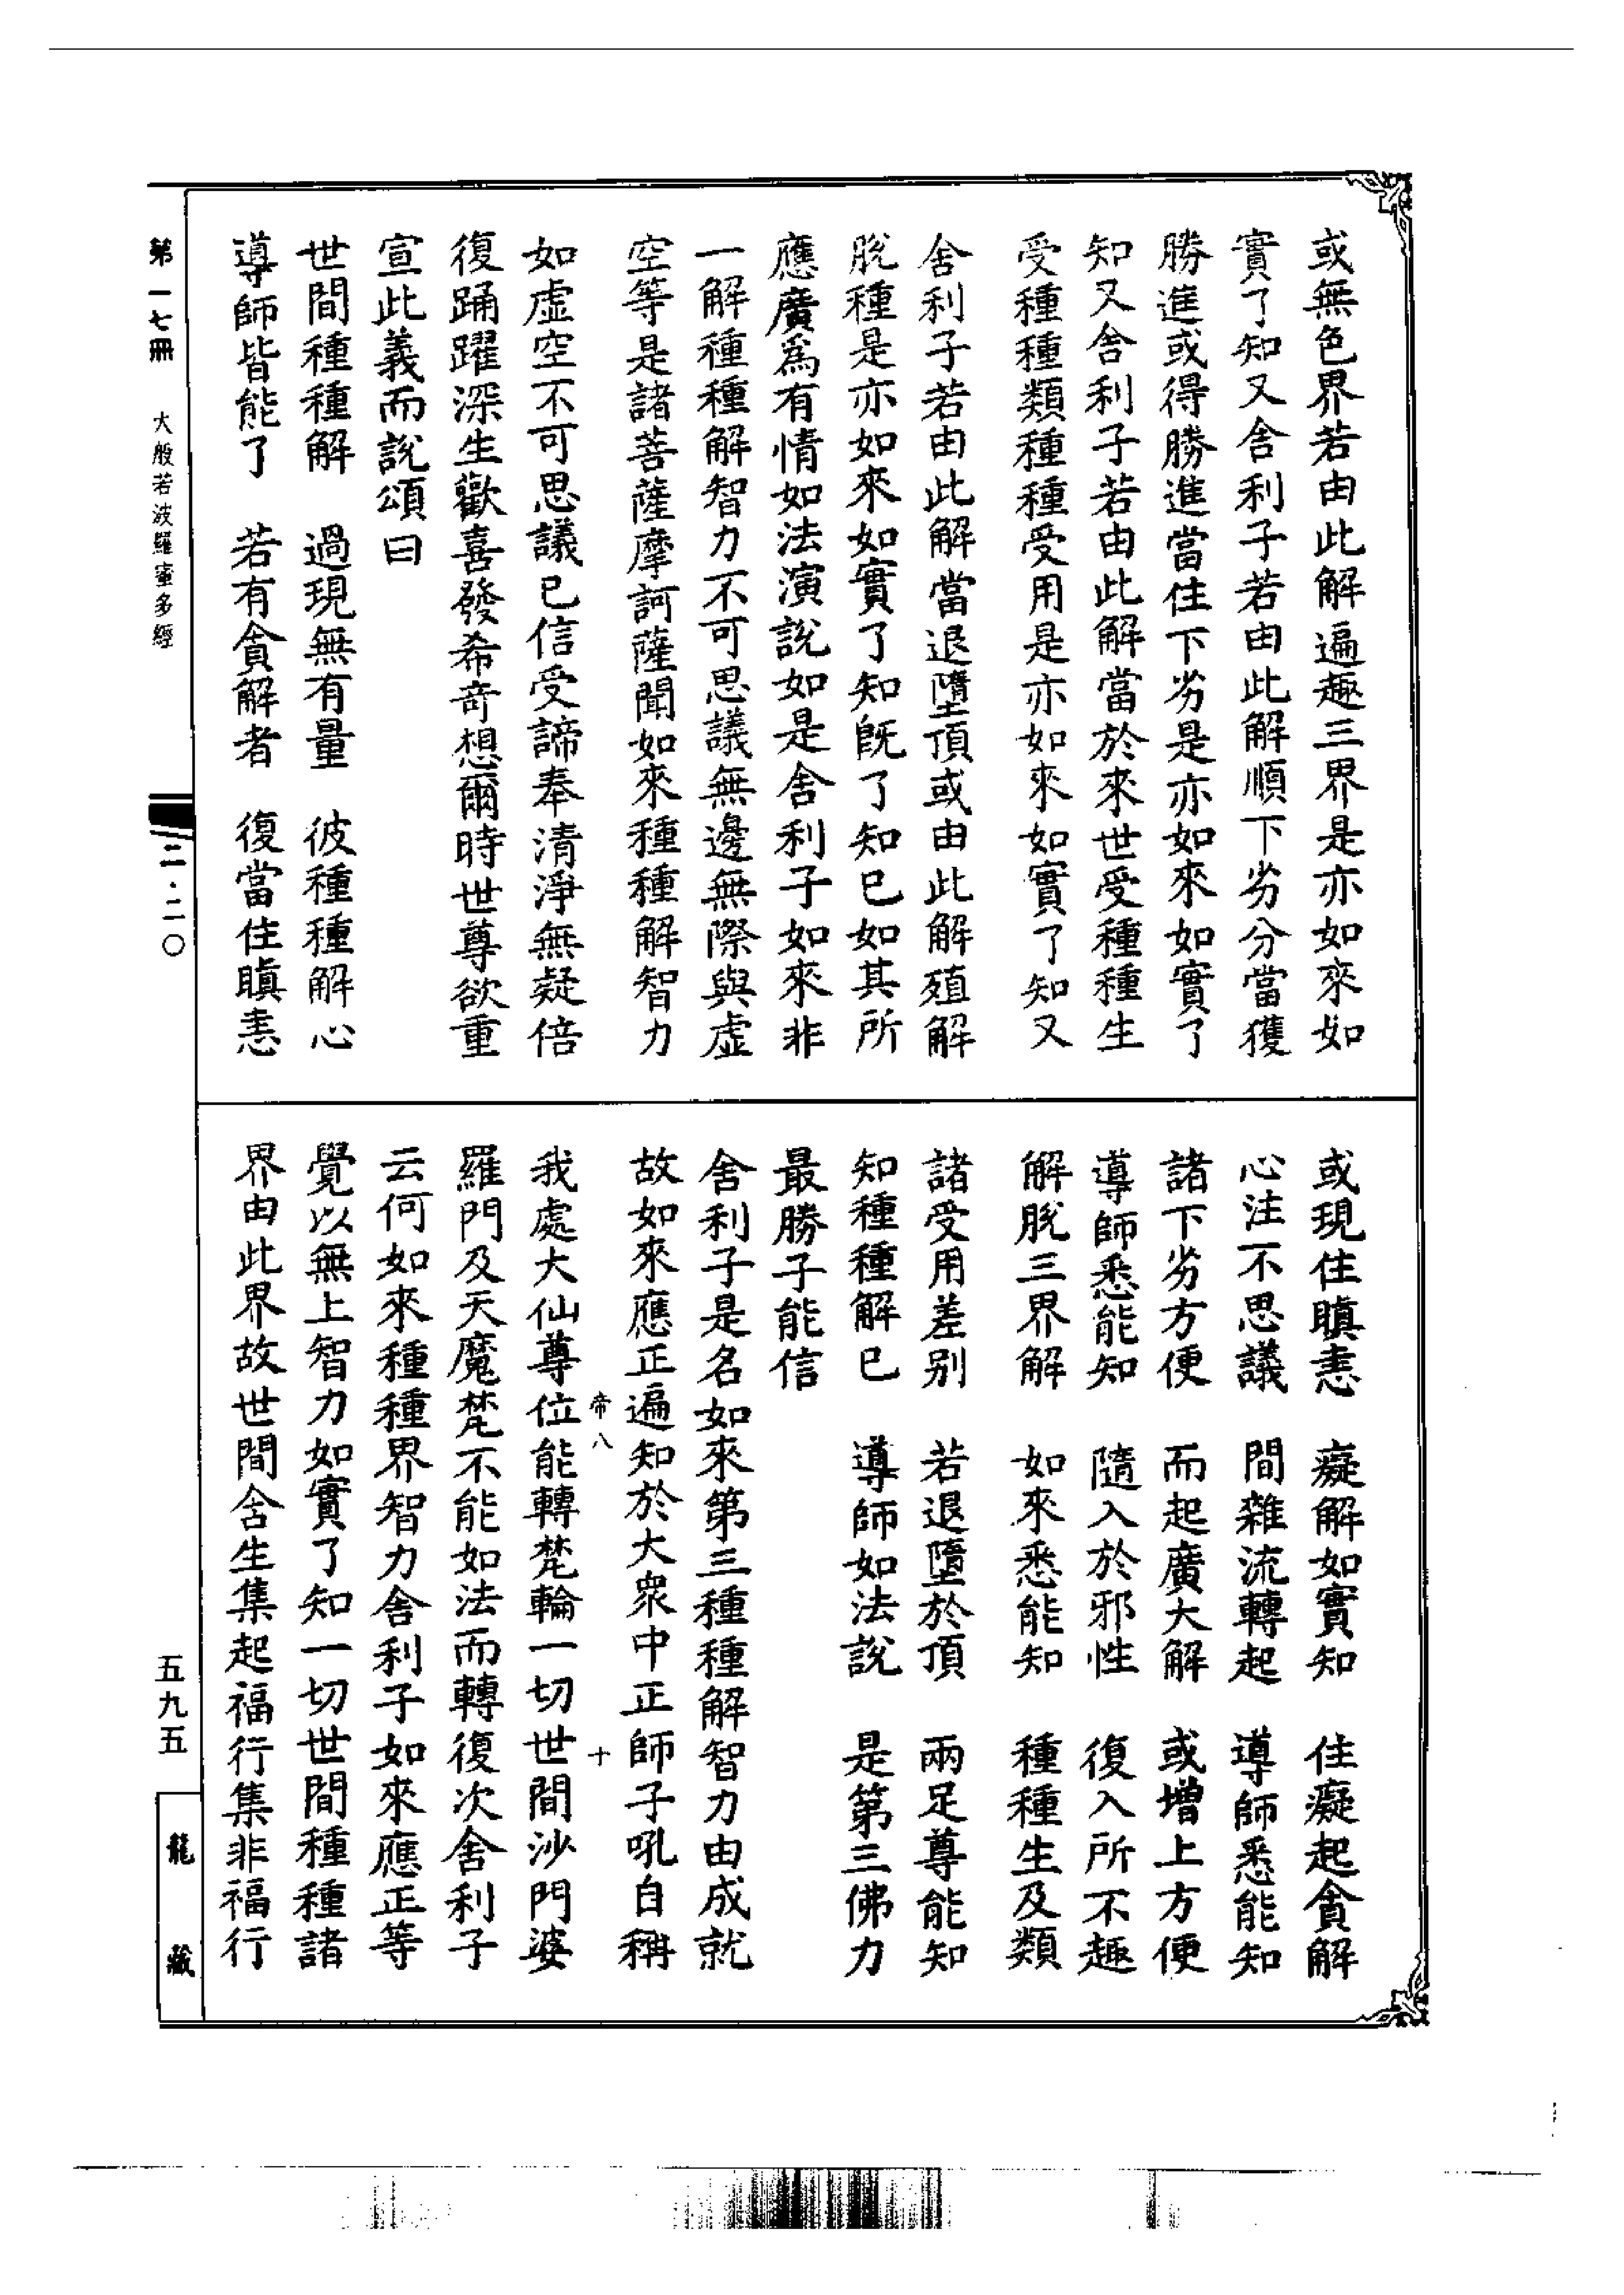 或無色界若由此解遍趣三界是亦如來如
實了知又舍利子若由此解順下劣分當獲
勝進或得勝進當住下劣是亦如來如實了
知又舍利子若由此解當於來世受種種生
受種種類種種受用是亦如來如實了知又
舍利子若由此解當退墮頂或由此解殖解
脫種是亦如來如實了知既了知已如其所
應廣爲有情如法演說如是舍利子如來非
一解種種解智力不可思議無邊無際與虛
空等是諸菩薩摩訶薩聞如來種種解智力
如虛空不可思議已信受諦奉清淨無疑倍
復踊躍深生歡喜發希奇想爾時世尊欲重
宣此義而說頌曰
世間種種解　過現無有量　彼種種解心
導師皆能了　若有貪解者　復當住瞋恚
或現住瞋恚　癡解如實知　住癡起貪解
心注不思議　間雜流轉起　導師悉能知
諸下劣方便　而起廣大解　或增上方便
導師悉能知　隨入於邪性　復入所不趣
解脫三界解　如來悉能知　種種生及類
諸受用差别　若退墮於頂　兩足尊能知
知種種解已　導師如法說　是第三佛力
最勝子能信
舍利子是名如來第三種種解智力由成就
故如來應正遍知於大衆中正師子吼自稱
我處大仙尊位能轉梵輪一切世間沙門婆
羅門及天魔梵不能如法而轉復次舍利子
云何如來種種界智力舍利子如來應正等
覺以無上智力如實了知一切世間種種諸
界由此界故世間含生集起福行集非福行
帝八
十
第一七冊　大般若波羅蜜多經
二·二〇
五九五
龍藏